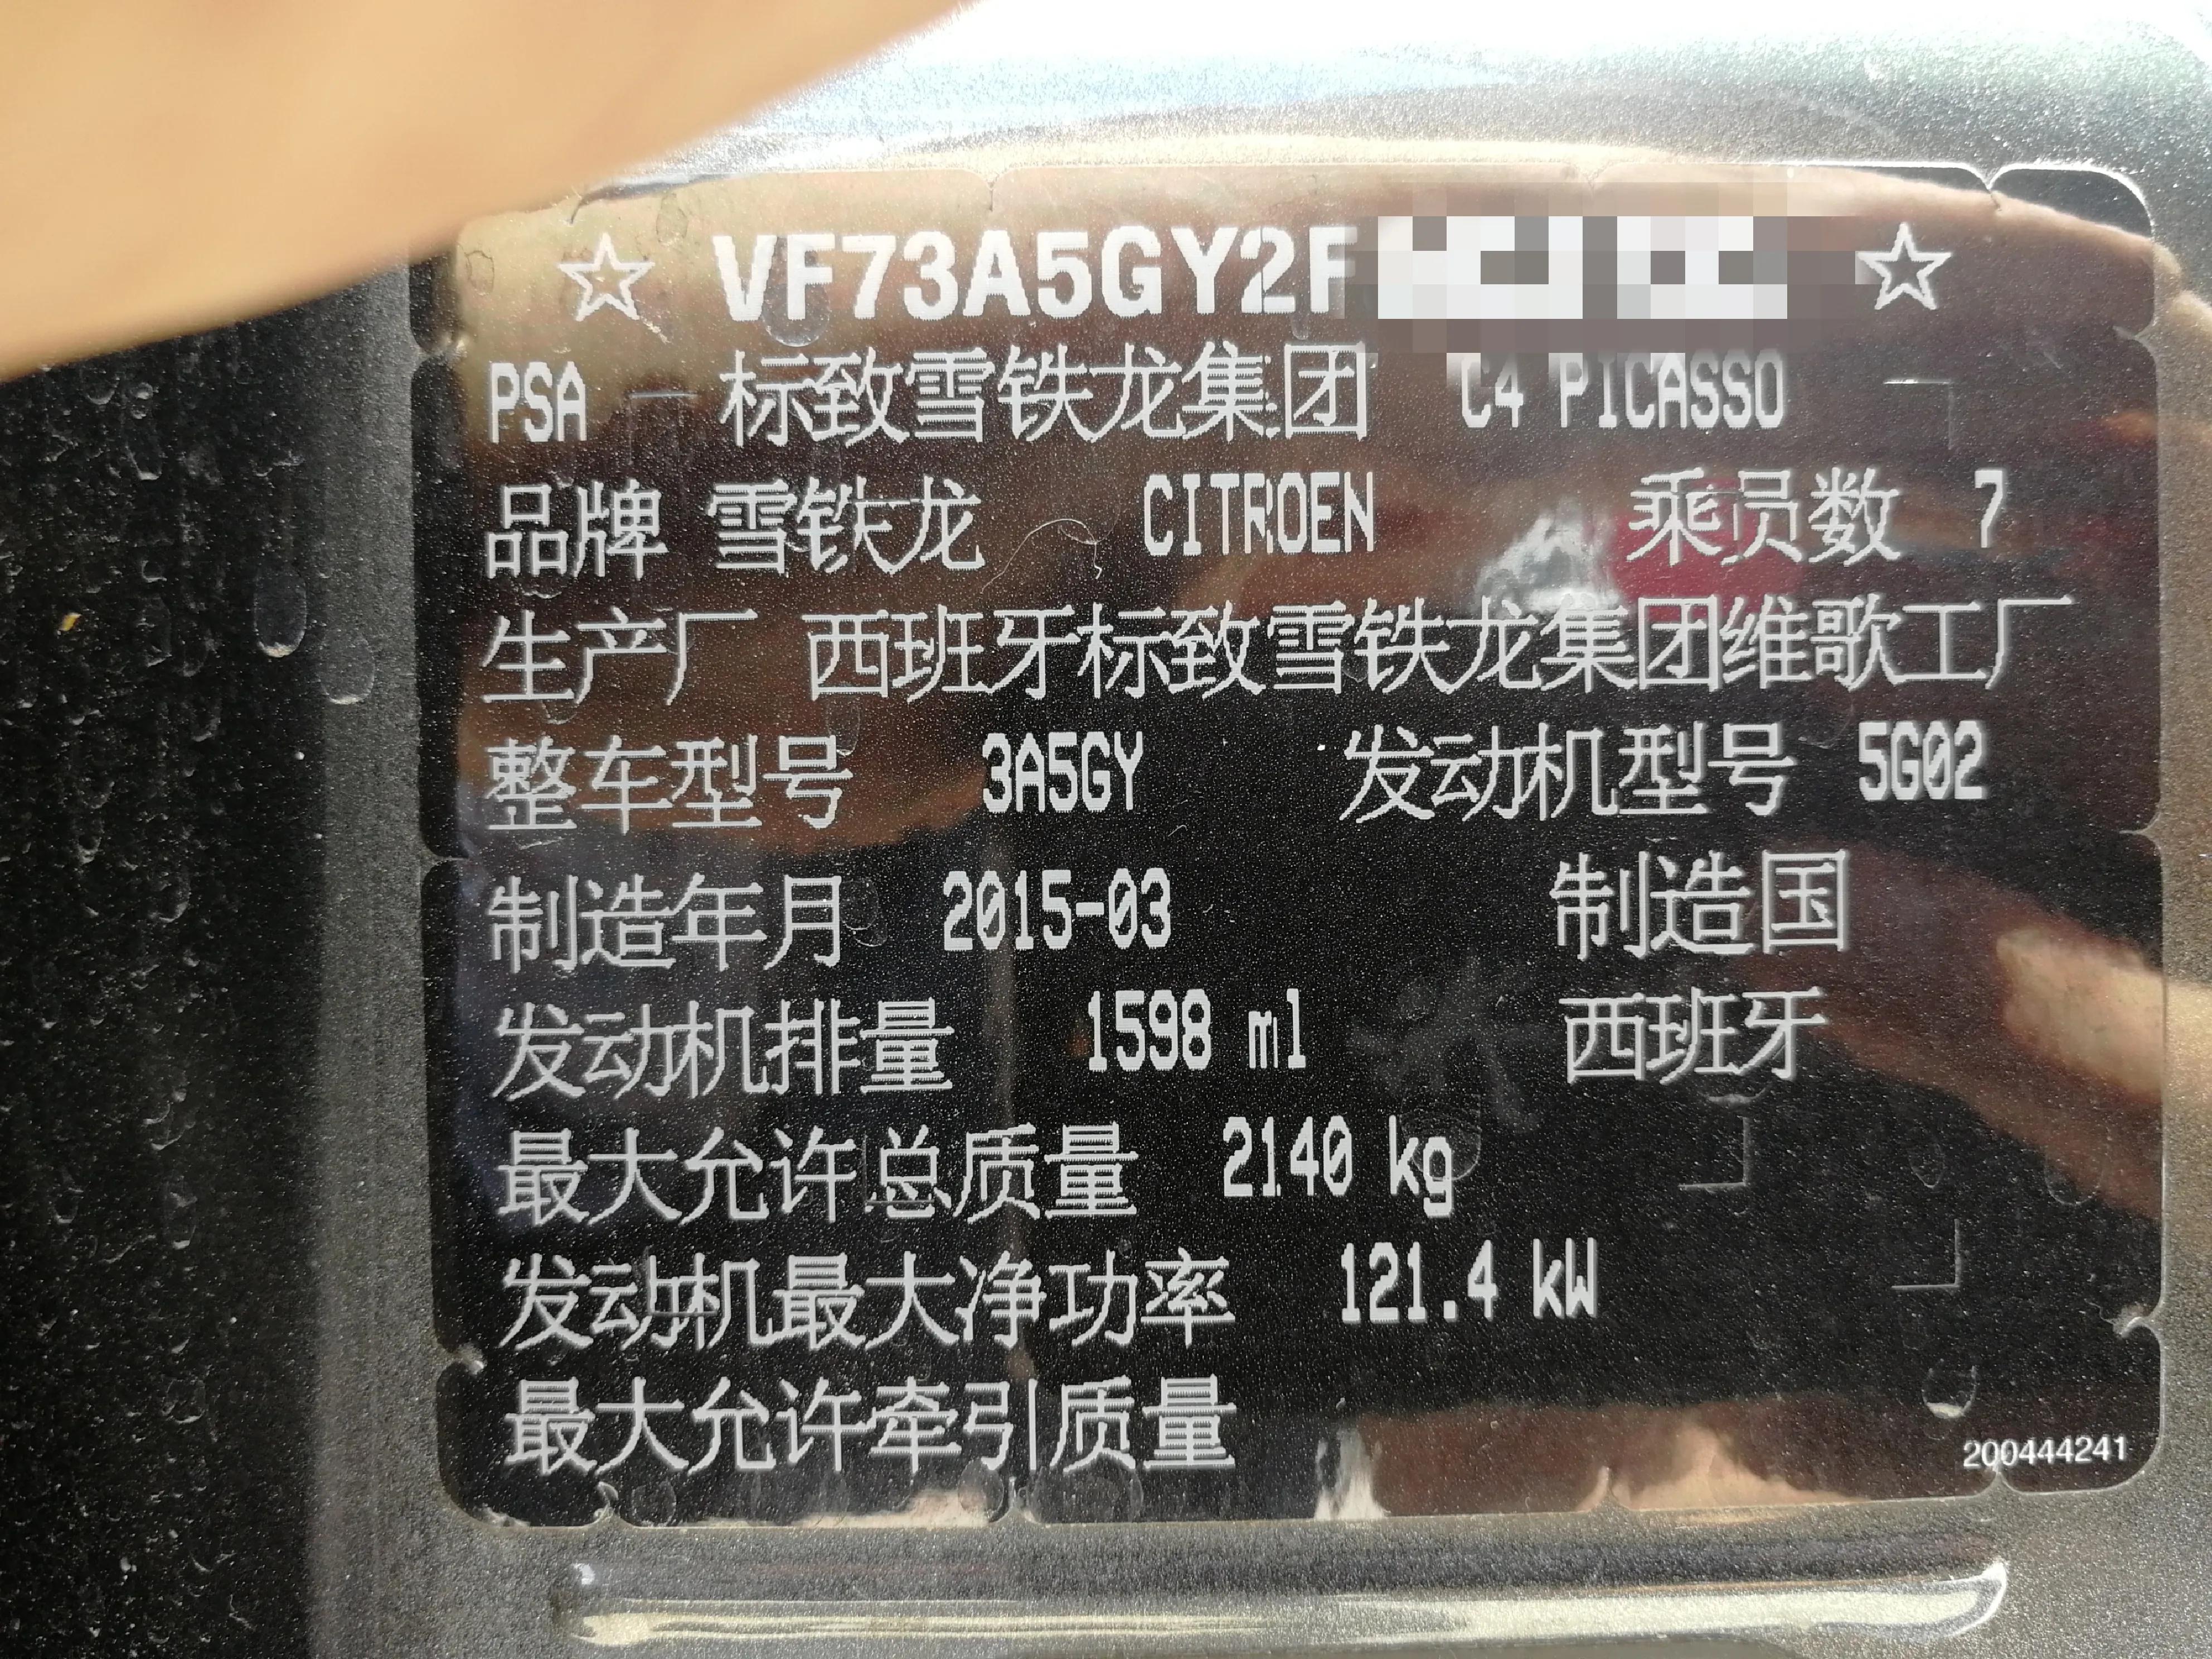 ☆ VF73A5GY2F ☆
PSA — 标致雪铁龙集团 C4 PICASSO
品牌 雪铁龙 CITROEN 乘员数 7
生产厂 西班牙标致雪铁龙集团维歌工厂
整车型号 3A5GY 发动机型号 5G02
制造年月 2015-03 制造国
发动机排量 1598 ml 西班牙
最大允许总质量 2140 kg
发动机最大净功率 121.4 kW
最大允许牵引质量
200444241